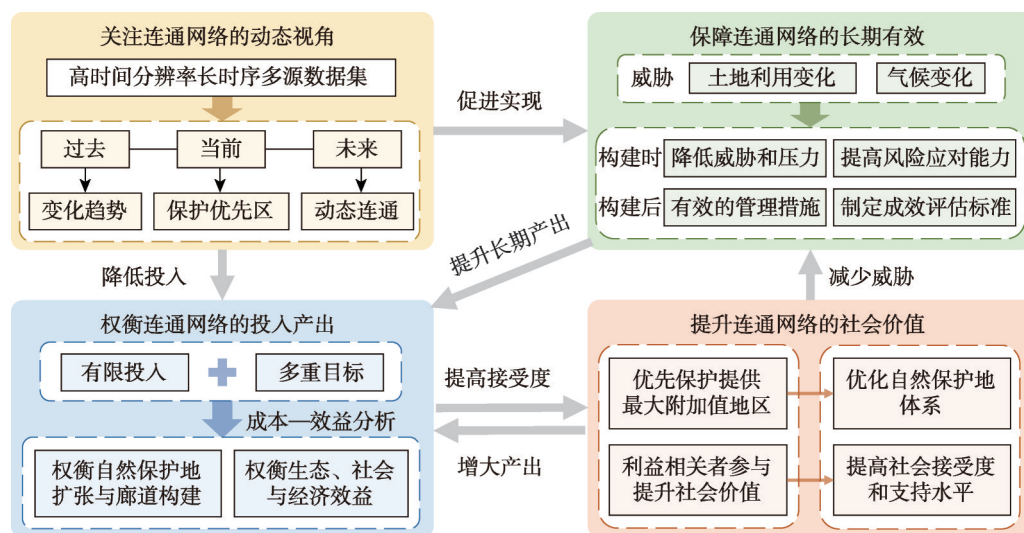 关注连通网络的动态视角
高时间分辨率长时序多源数据集
过去
当前
未来
变化趋势
保护优先区
动态连通
促进实现
保障连通网络的长期有效
威胁
土地利用变化
气候变化
构建时
降低威胁和压力
提高风险应对能力
构建后
有效的管理措施
制定成效评估标准
降低投入
提升长期产出
减少威胁
权衡连通网络的投入产出
有限投入
多重目标
成本—效益分析
权衡自然保护地
扩张与廊道构建
权衡生态、社会
与经济效益
提高接受度
增大产出
提升连通网络的社会价值
优先保护提供
最大附加值地区
优化自然保护地
体系
利益相关者参与
提升社会价值
提高社会接受度
和支持水平